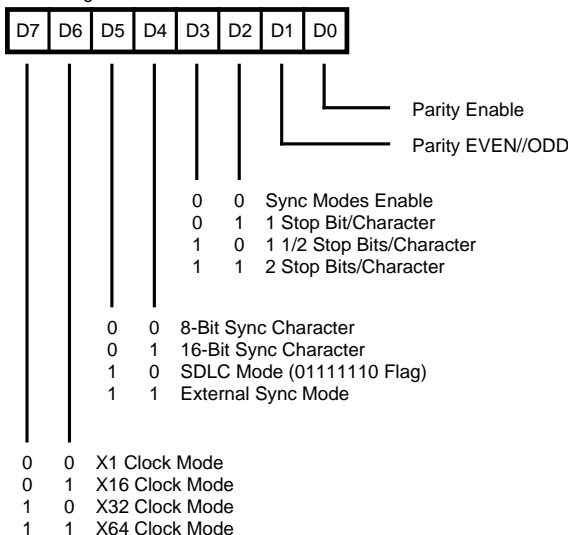 D7 D6 D5 D4 D3 D2 D1 D0
Parity Enable
Parity EVEN//ODD
0 0 Sync Modes Enable
0 1 1 Stop Bit/Character
1 0 1 1/2 Stop Bits/Character
1 1 2 Stop Bits/Character
0 0 8-Bit Sync Character
0 1 16-Bit Sync Character
1 0 SDLC Mode (01111110 Flag)
1 1 External Sync Mode
0 0 X1 Clock Mode
0 1 X16 Clock Mode
1 0 X32 Clock Mode
1 1 X64 Clock Mode